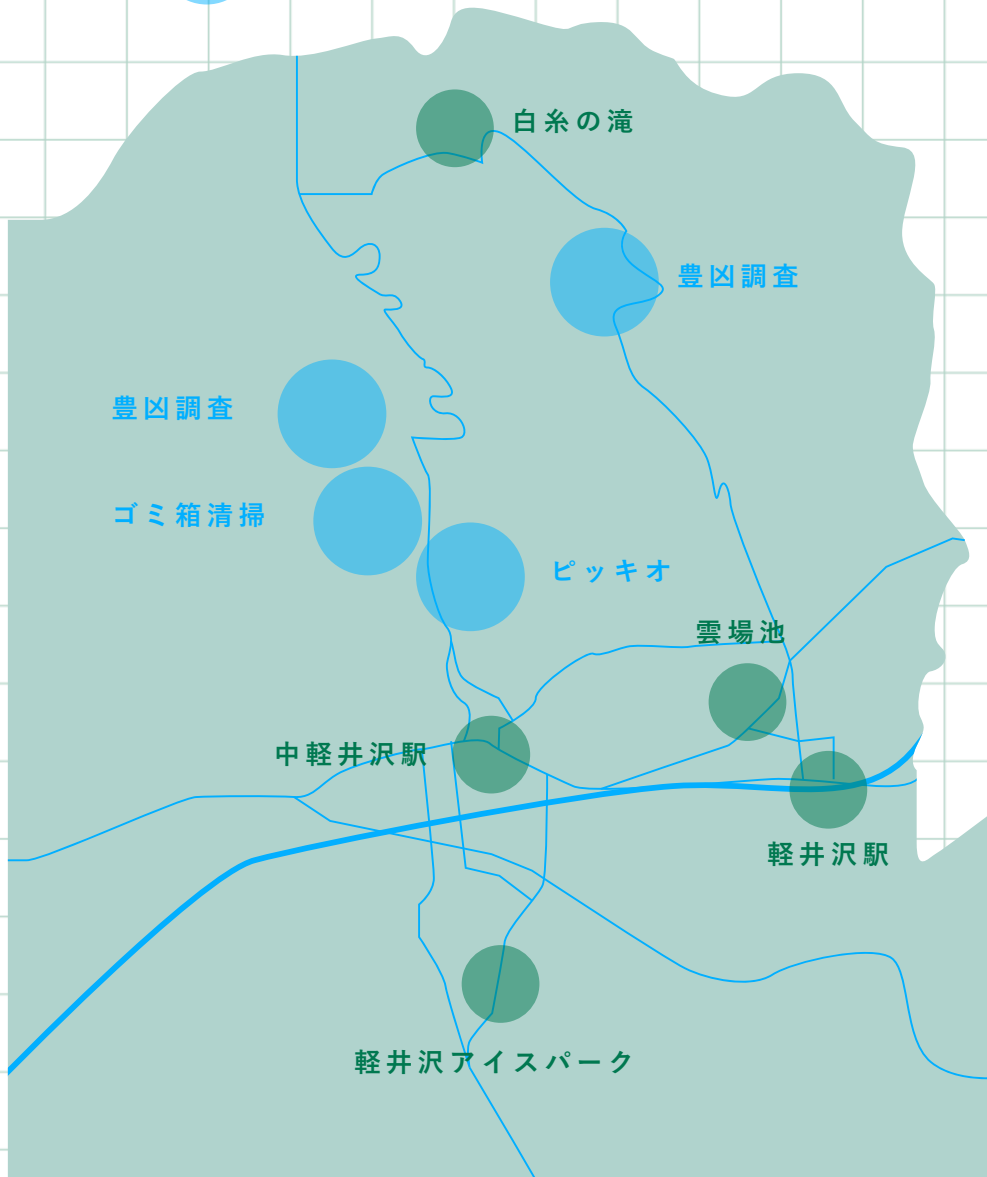 白糸の滝
豊凶調査
豊凶調査
ゴミ箱清掃
ピッキオ
雲場池
中軽井沢駅
軽井沢駅
軽井沢アイスパーク